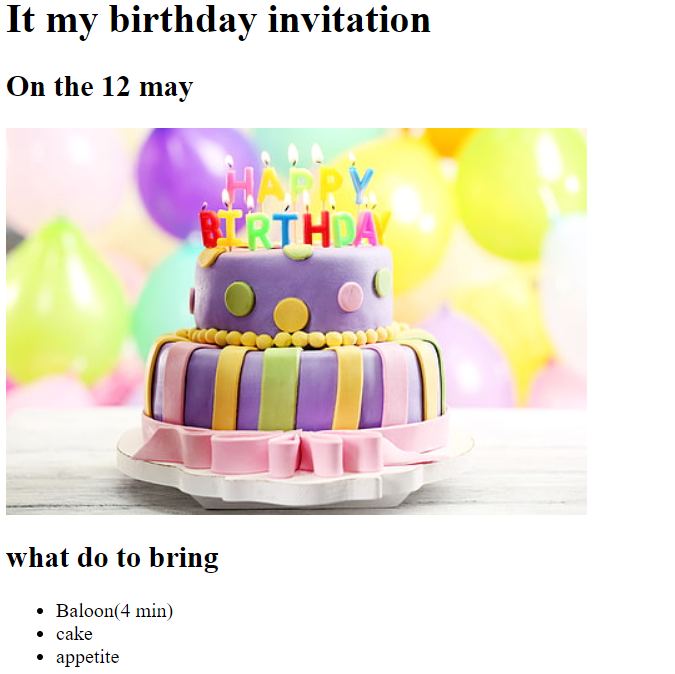 It my birthday invitation
On the 12 may
HAPPY
BIRTHDAY
what do to bring
Baloon(4 min)
cake
appetite